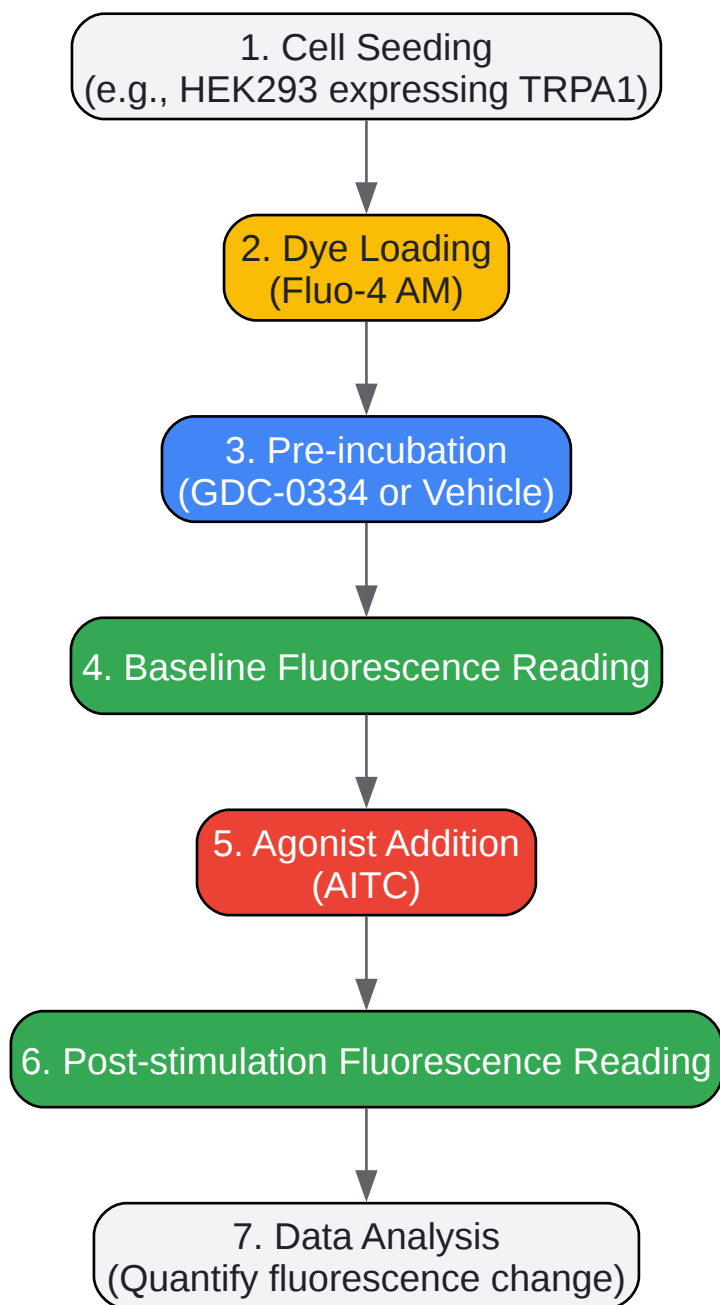 1. Cell Seeding
(e.g., HEK293 expressing TRPA1)
2. Dye Loading
(Fluo-4 AM)
3. Pre-incubation
(GDC-0334 or Vehicle)
4. Baseline Fluorescence Reading
5. Agonist Addition
(AITC)
6. Post-stimulation Fluorescence Reading
7. Data Analysis
(Quantify fluorescence change)